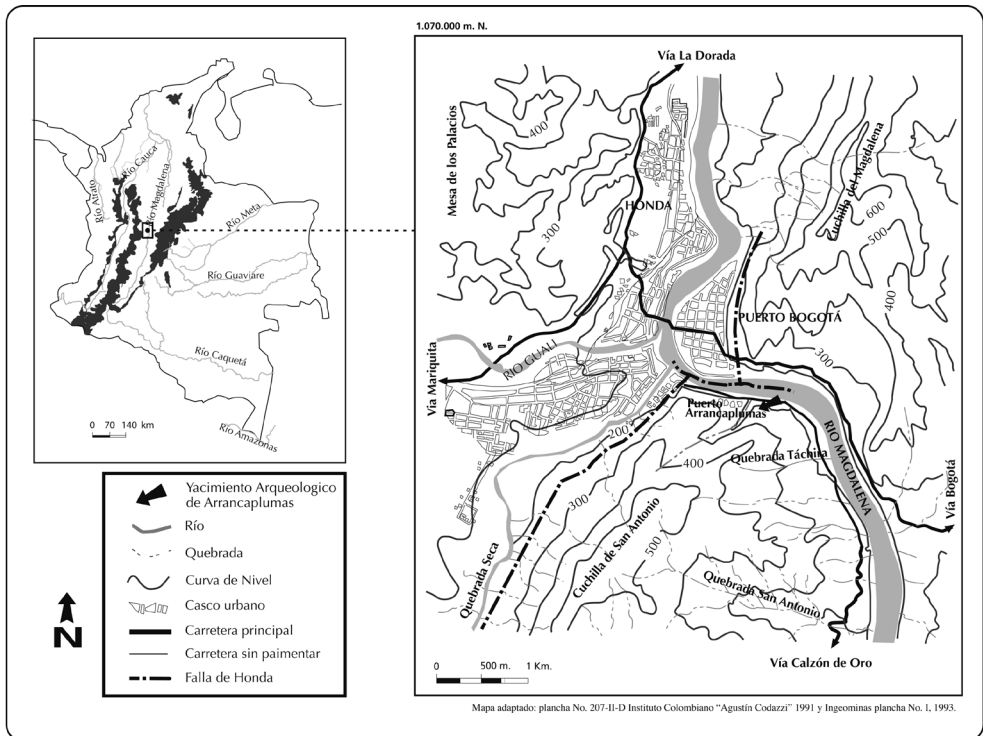 1.070.000 m. N.
Vía La Dorada
Mesa de los Palacios
400
Cuchilla del Magdalena
600
500
HONDA
300
400
PUERTO BOGOTÁ
300
RIO GUALI
Vía Mariquita
Puerto
Arrancaplumas
200
400
Quebrada Táchira
RIO MAGDALENA
300
Cuchilla de San Antonio
500
Vía Bogotá
Quebrada Seca
Quebrada San Antonio
Vía Calzón de Oro
0 500 m. 1 Km.
Río Atrato
Río Cauca
Río Magdalena
Río Meta
Río Guaviare
Río Caquetá
Río Amazonas
0 70 140 km
Yacimiento Arqueologico
de Arrancaplumas
Río
Quebrada
Curva de Nivel
Casco urbano
Carretera principal
Carretera sin paimentar
Falla de Honda
N
Mapa adaptado: plancha No. 207-II-D Instituto Colombiano “Agustín Codazzi” 1991 y Ingeominas plancha No. I, 1993.